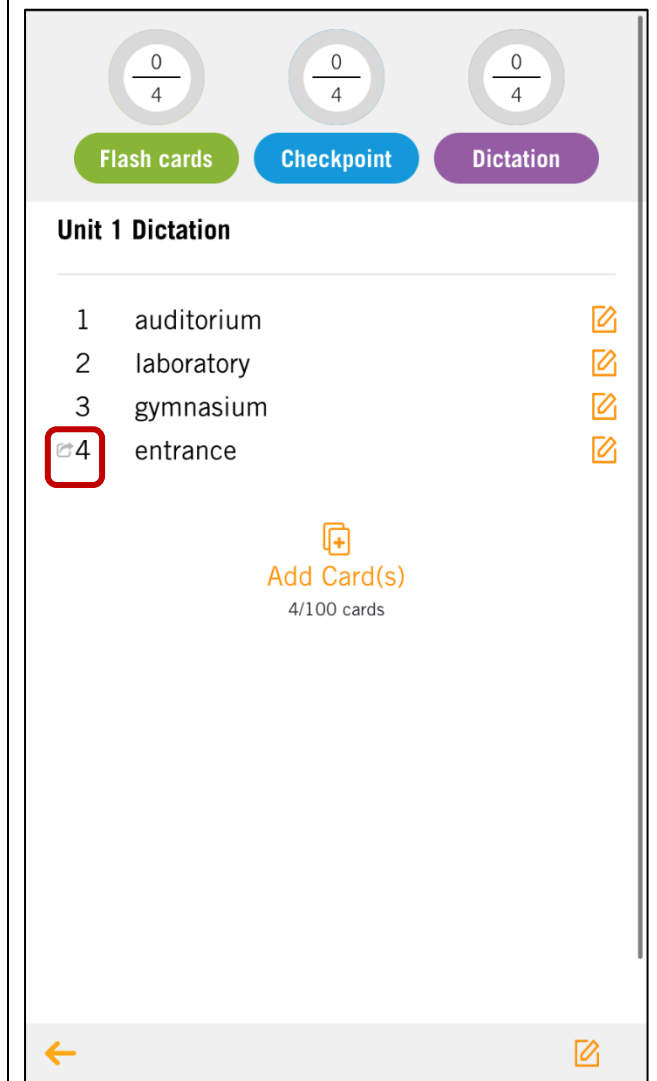 0 0 0
4 4 4
Flash cards Checkpoint Dictation
Unit 1 Dictation
1 auditorium
2 laboratory
3 gymnasium
4 entrance
Add Card(s)
4/100 cards